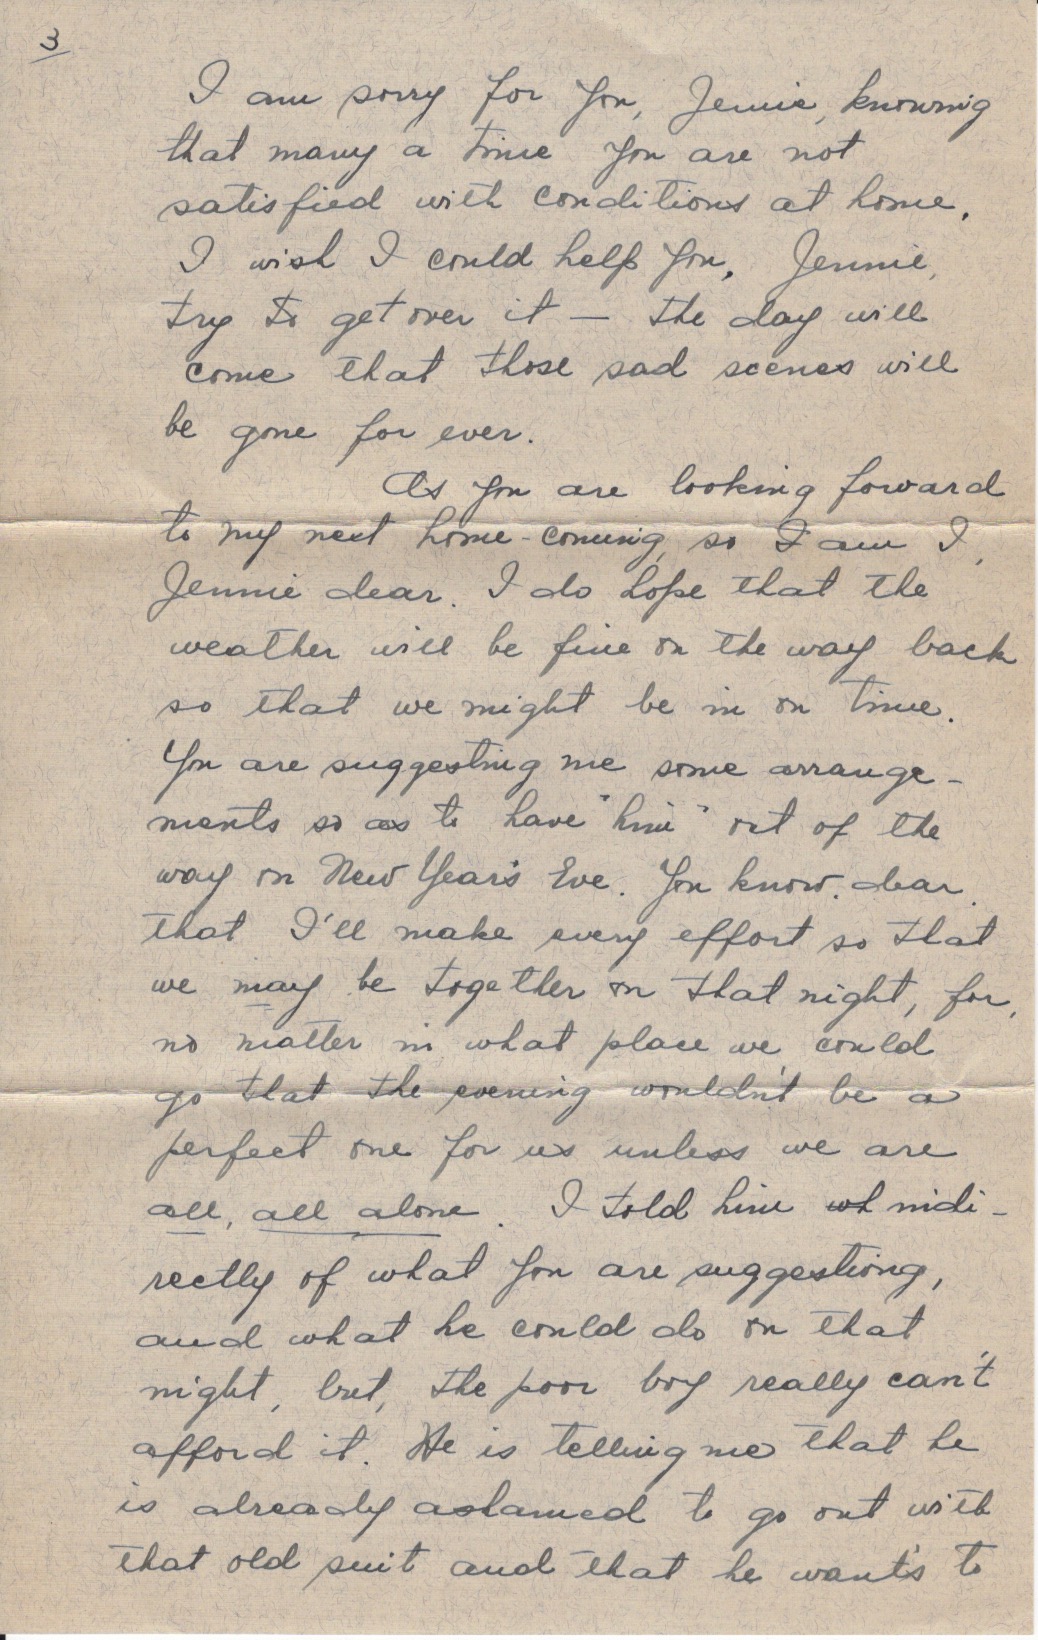 3
I am sorry for you, Jennie, knowing
that many a time you are not
satisfied with conditions at home.
I wish I could help you, Jennie,
try to get over it — the day will
come that those sad scenes will
be gone for ever.
As you are looking forward
to my next home-coming, so I am I,
Jennie dear. I do hope that the
weather will be fine on the way back
so that we might be in on time.
You are suggesting me some arrange-
ments so as to have "him" out of the
way on New Year's Eve. You know, dear,
that I'll make every effort so that
we may be together on that night, for,
no matter in what place we could
go that the evening wouldn't be a
perfect one for us unless we are
all, all alone. I told him wh indi-
rectly of what you are suggesting,
and what he could do on that
night, but, the poor boy really can't
afford it. He is telling me that he
is already ashamed to go out with
that old suit and that he want's to